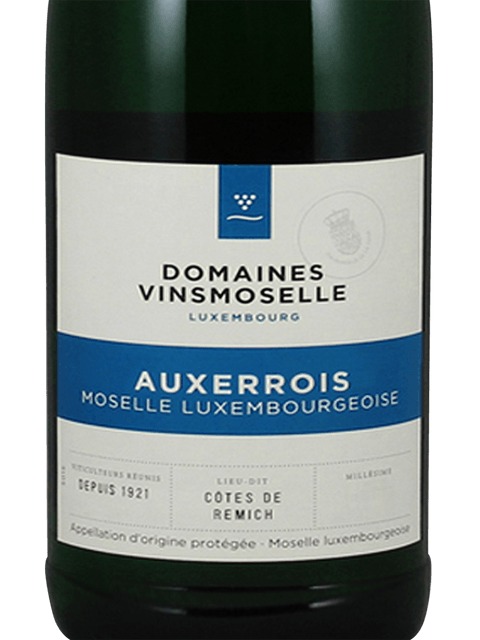 DOMAINES
VINSMOSELLE
LUXEMBOURG
AUXERROIS
MOSELLE LUXEMBOURGEOISE
VITICULTEURS RÉUNIS
DEPUIS 1921
LIEU-DIT
CÔTES DE
REMICH
MILLÉSIME
Appellation d'origine protégée - Moselle luxembourgeoise